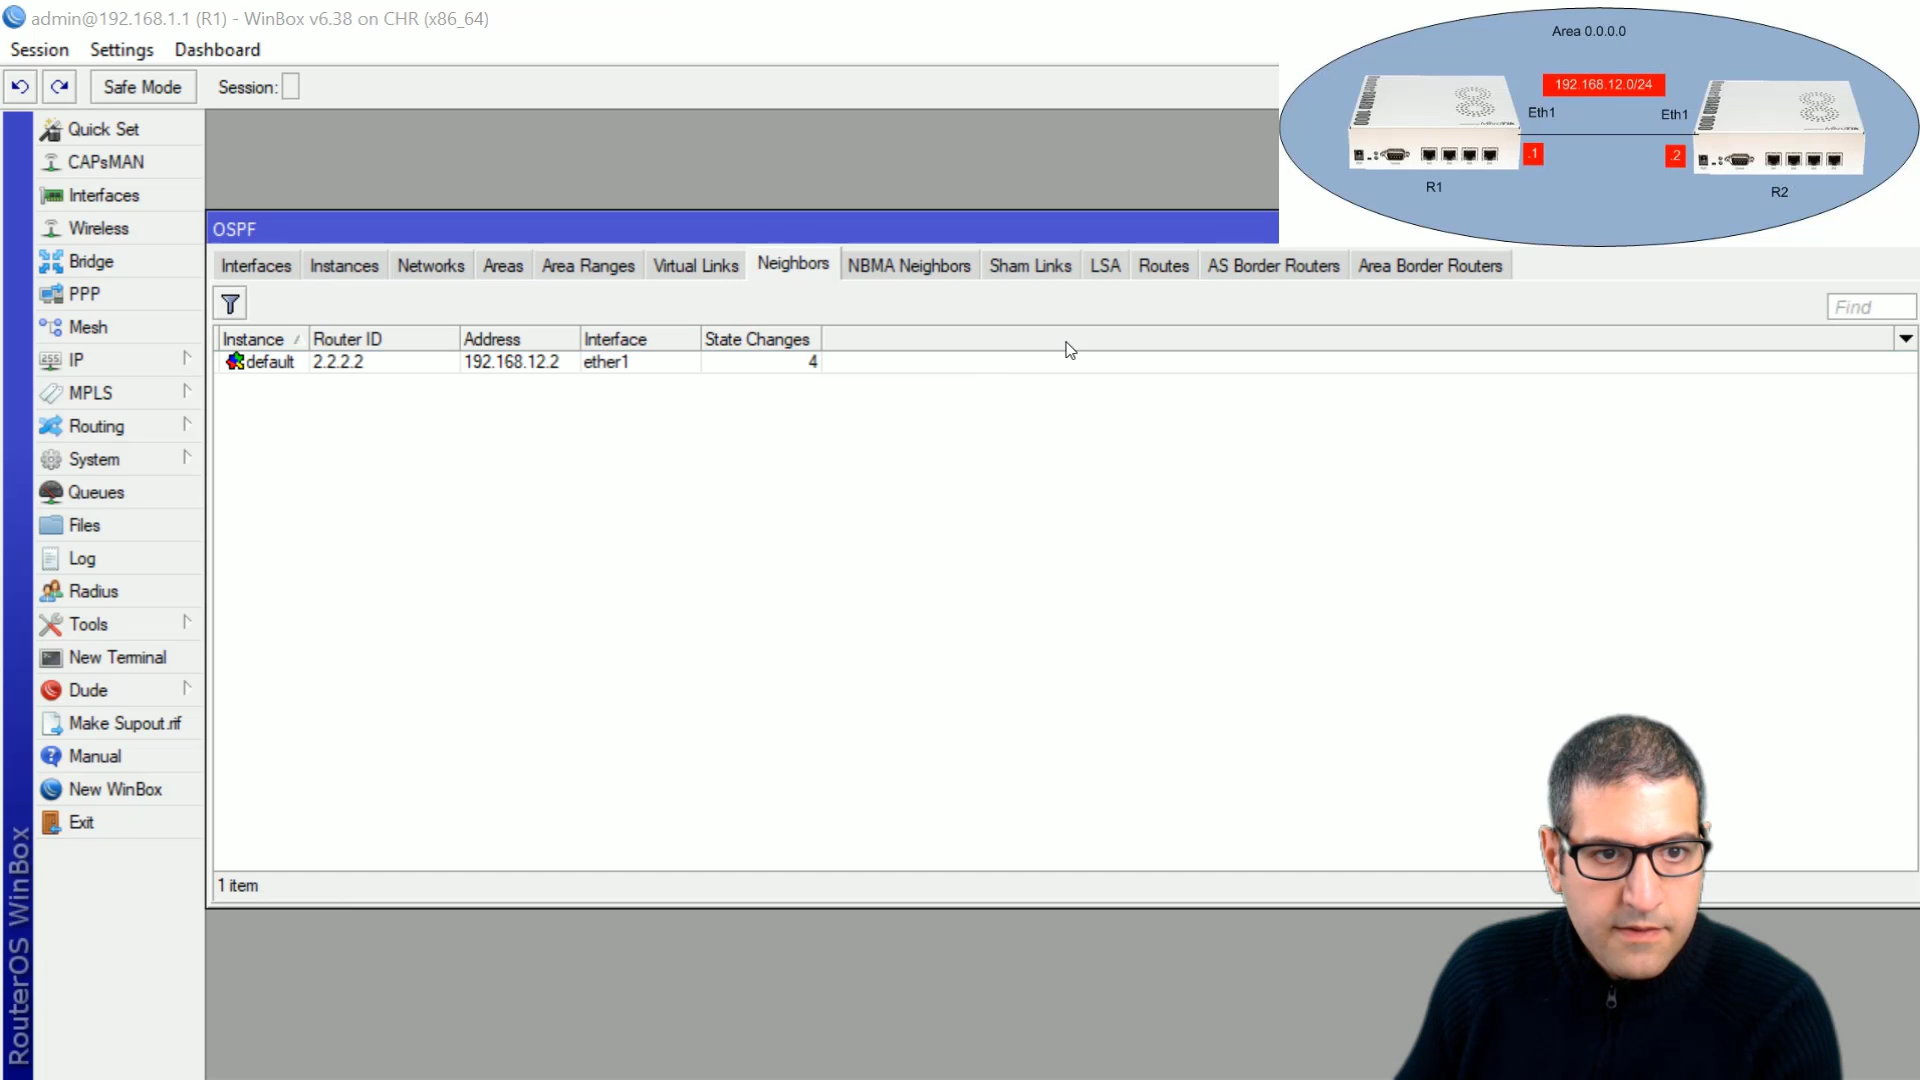 admin@192.168.1.1 (R1) - WinBox v6.38 on CHR (x86_64)
Session Settings Dashboard
Safe Mode Session:
Area 0.0.0.0
192.168.12.0/24
Eth1 Eth1
.1 .2
R1 R2
Quick Set
CAPsMAN
Interfaces
Wireless
Bridge
PPP
Mesh
IP
MPLS
Routing
System
Queues
Files
Log
Radius
Tools
New Terminal
Dude
Make Supout.rif
Manual
New WinBox
Exit
RouterOS WinBox
OSPF
Interfaces Instances Networks Areas Area Ranges Virtual Links Neighbors NBMA Neighbors Sham Links LSA Routes AS Border Routers Area Border Routers
Find
Instance Router ID Address Interface State Changes
default 2.2.2.2 192.168.12.2 ether1 4
1 item